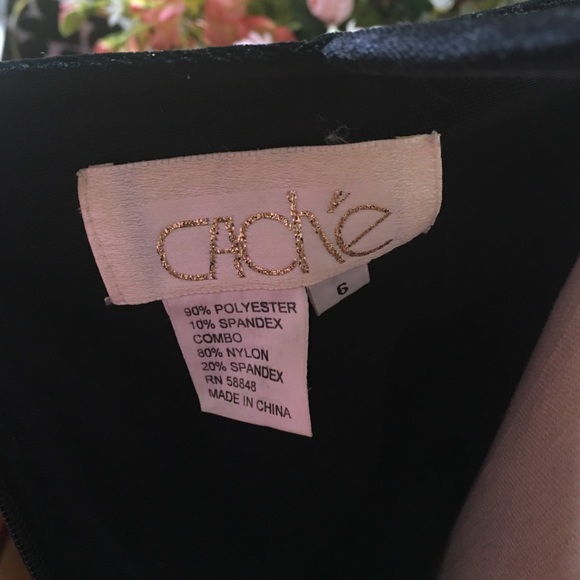 CAChé
6
90% POLYESTER
10% SPANDEX
COMBO
80% NYLON
20% SPANDEX
RN 58848
MADE IN CHINA